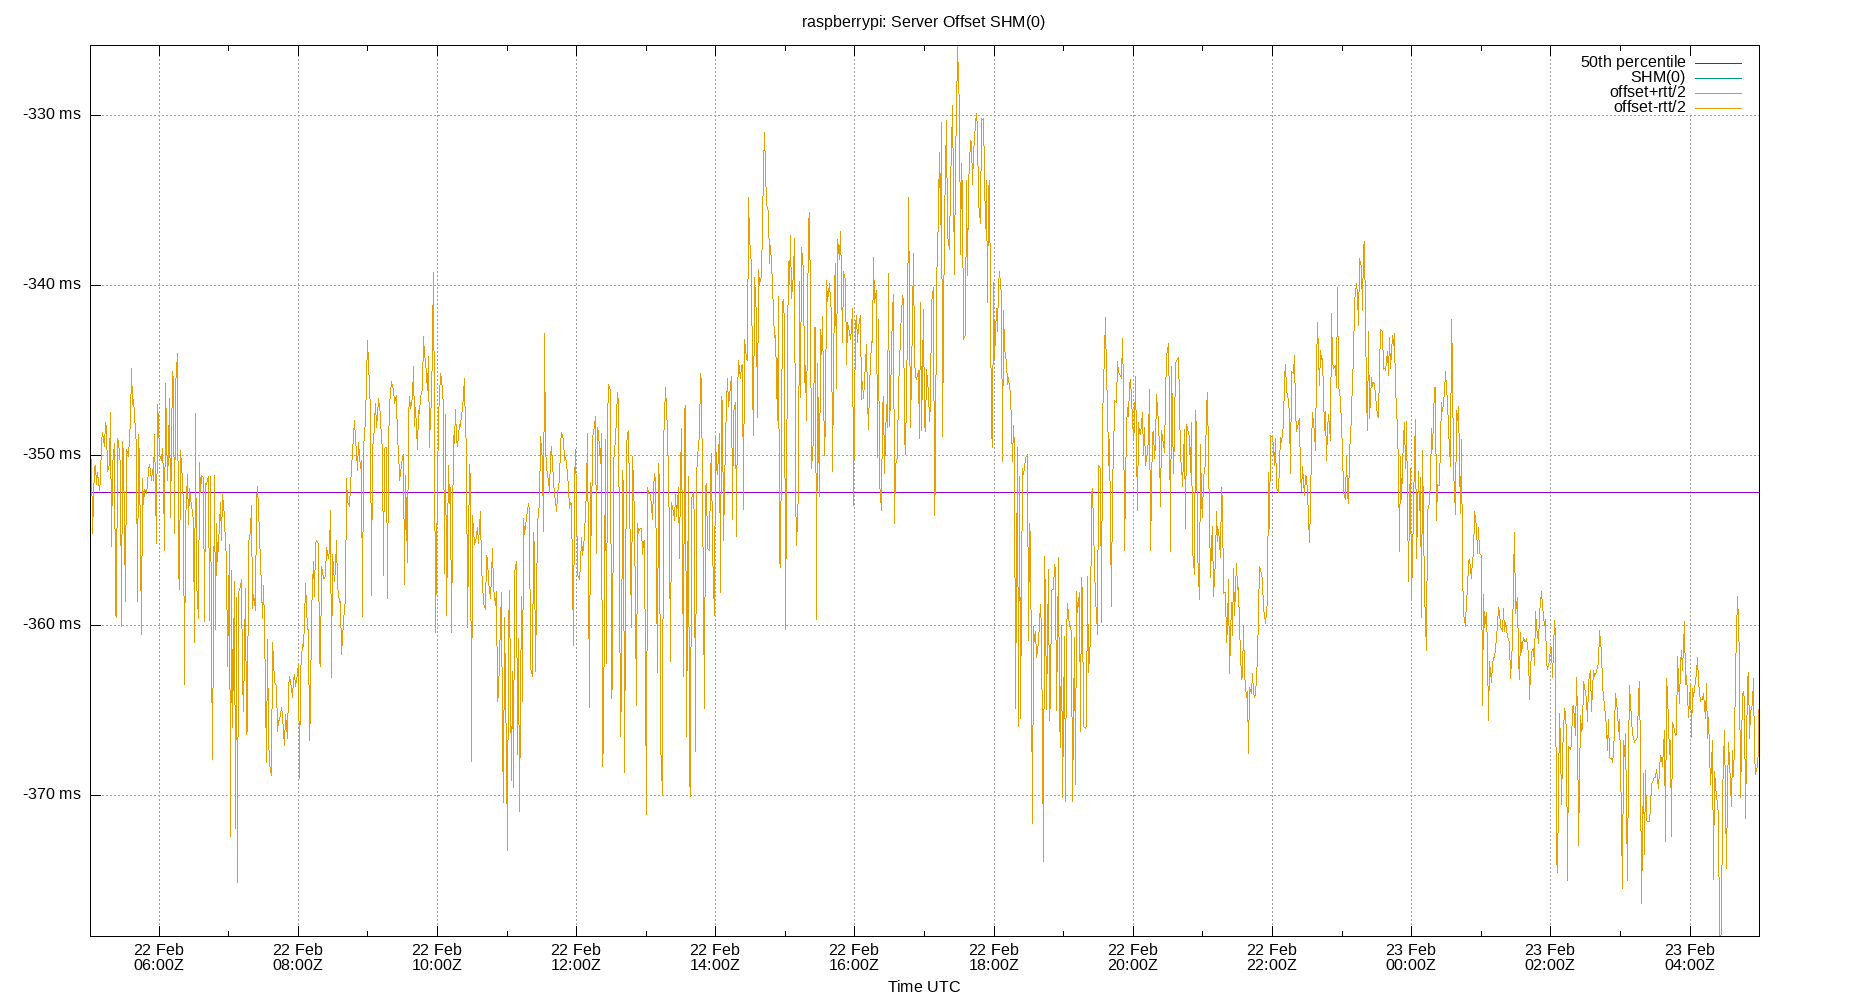 raspberrypi: Server Offset SHM(0)
50th percentile
SHM(0)
offset+rtt/2
offset-rtt/2
-330 ms
-340 ms
-350 ms
-360 ms
-370 ms
22 Feb 22 Feb 22 Feb 22 Feb 22 Feb 22 Feb 22 Feb 22 Feb 22 Feb 23 Feb 23 Feb 23 Feb
06:00Z 08:00Z 10:00Z 12:00Z 14:00Z 16:00Z 18:00Z 20:00Z 22:00Z 00:00Z 02:00Z 04:00Z
Time UTC